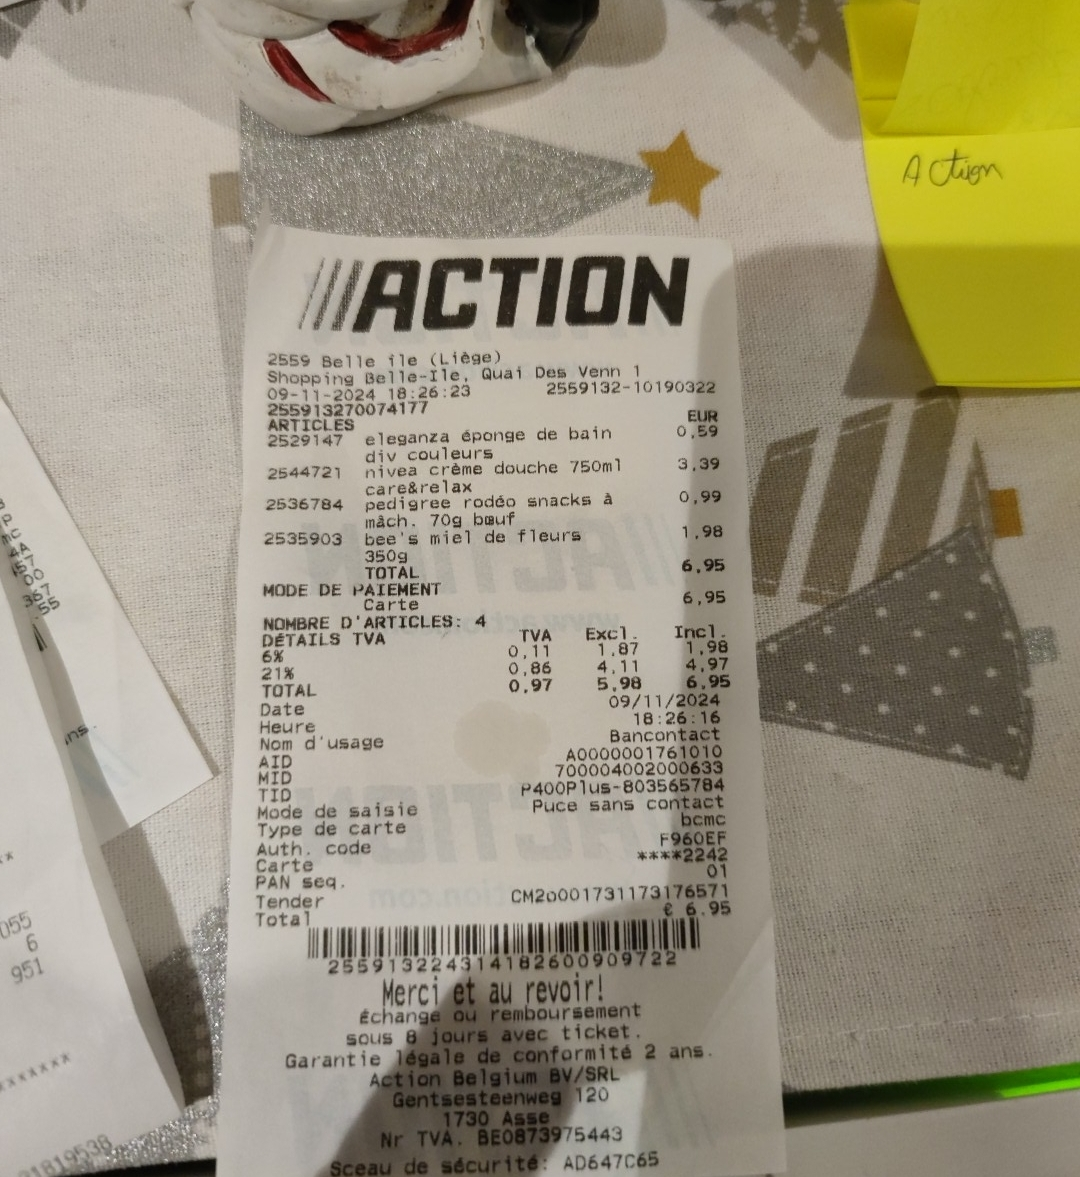 Action
///ACTION
2559 Belle île (Liège)
Shopping Belle-Ile, Quai Des Venn 1
09-11-2024 18:26:23 2559132-10190322
255913270074177
ARTICLES EUR
2529147 eleganza éponge de bain 0,59
div couleurs
2544721 nivea crème douche 750ml 3,39
care&relax
2536784 pedigree rodéo snacks à 0,99
mâch. 70g bœuf
2535903 bee's miel de fleurs 1,98
350g
TOTAL 6,95
MODE DE PAIEMENT
Carte 6,95
NOMBRE D'ARTICLES: 4
DÉTAILS TVA TVA Excl. Incl.
6% 0,11 1,87 1,98
21% 0,86 4,11 4,97
TOTAL 0,97 5,98 6,95
Date 09/11/2024
Heure 18:26:16
Nom d'usage Bancontact
AID A0000001761010
MID 700004002000633
TID P400Plus-803565784
Mode de saisie Puce sans contact
Type de carte bcmc
Auth. code F960EF
Carte ****2242
PAN seq. 01
Tender CM2o001731173176571
Total € 6.95
255913224314182600909722
Merci et au revoir!
Échange ou remboursement
sous 8 jours avec ticket.
Garantie légale de conformité 2 ans.
Action Belgium BV/SRL
Gentsesteenweg 120
1730 Asse
Nr TVA. BE0873975443
Sceau de sécurité: AD647C65
ans.
055
6
951